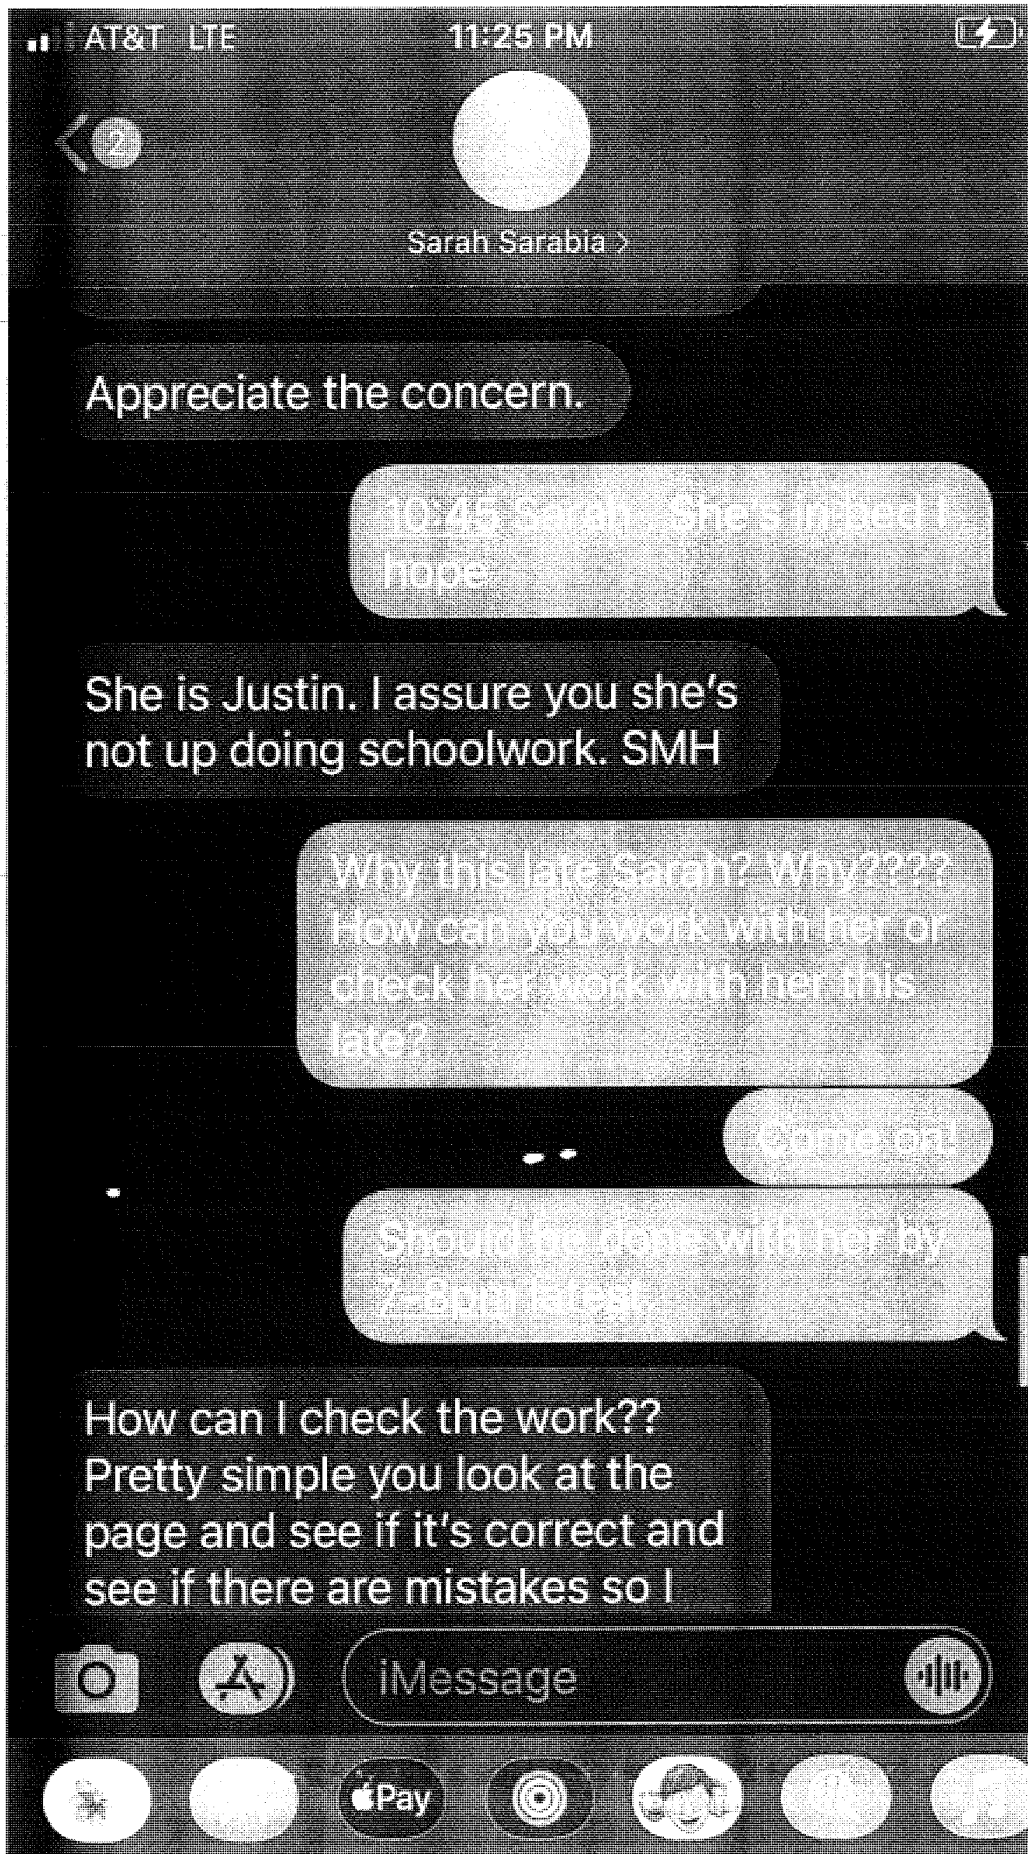 AT&T LTE 11:25 PM
2
Sarah Sarabia >
Appreciate the concern.
10:45 Sarah. She's in bed I
hope
She is Justin. I assure you she's
not up doing schoolwork. SMH
Why this late Sarah? Why????
How can you work with her or
check her work with her this
late?
Come on!
Should be done with her by
7-8pm latest.
How can I check the work??
Pretty simple you look at the
page and see if it's correct and
see if there are mistakes so I
iMessage
Pay